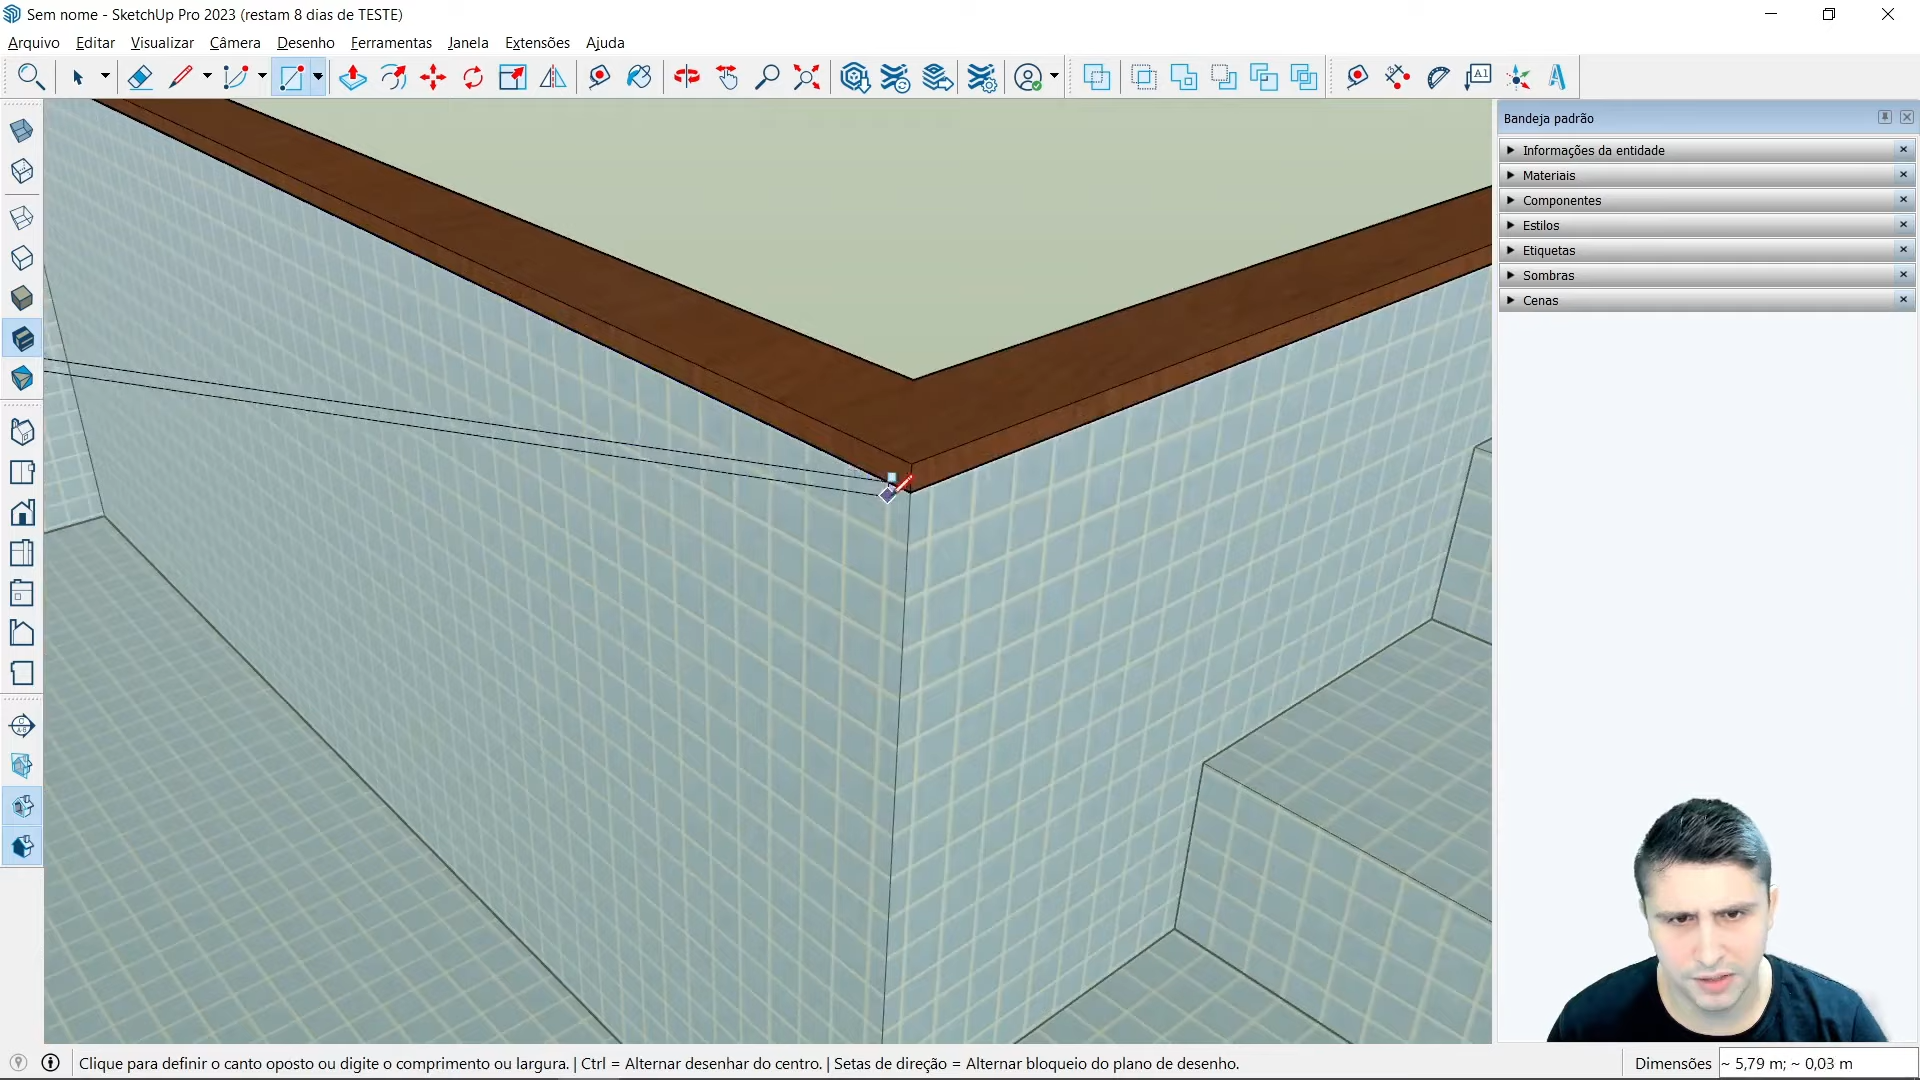 Sem nome - SketchUp Pro 2023 (restam 8 dias de TESTE)
Arquivo Editar Visualizar Câmera Desenho Ferramentas Janela Extensões Ajuda
A1
Bandeja padrão
Informações da entidade
Materiais
Componentes
Estilos
Etiquetas
Sombras
Cenas
Clique para definir o canto oposto ou digite o comprimento ou largura. | Ctrl = Alternar desenhar do centro. | Setas de direção = Alternar bloqueio do plano de desenho.
Dimensões ~ 5,79 m; ~ 0,03 m